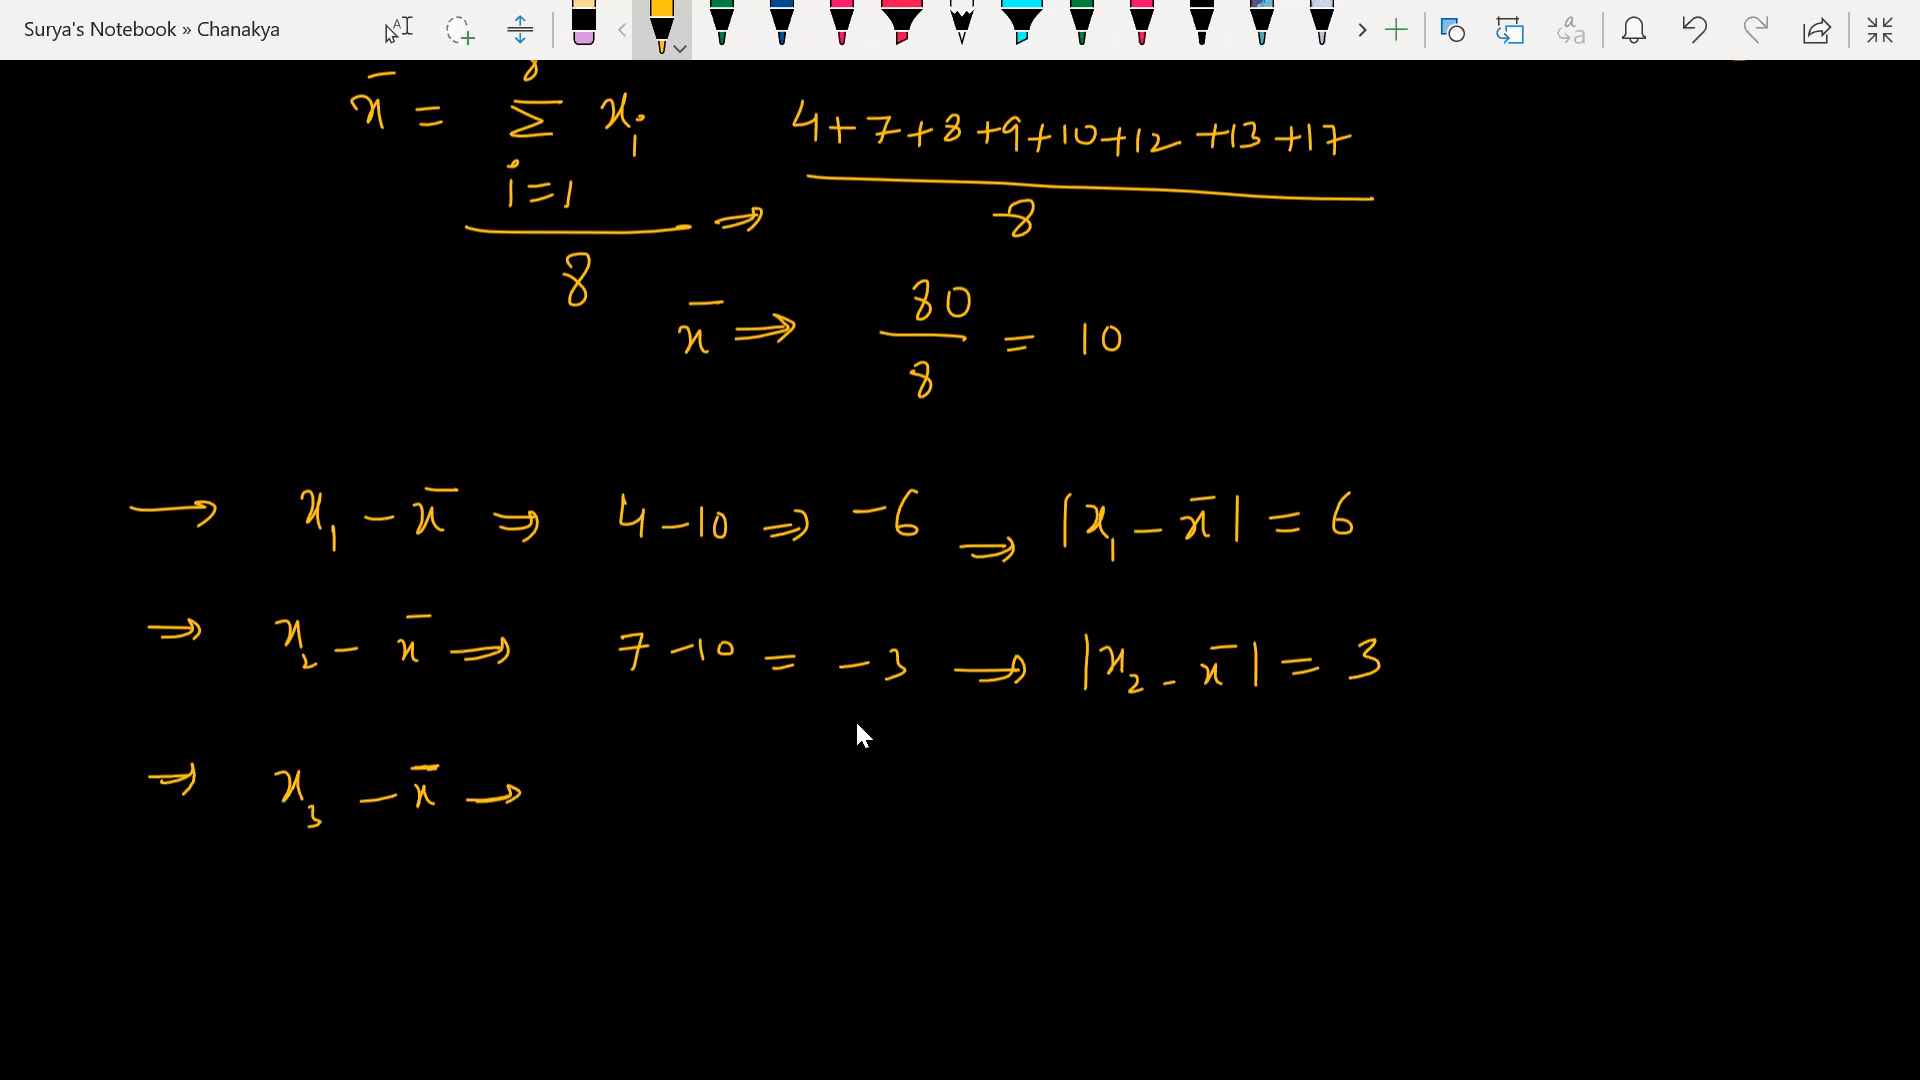 Surya's Notebook » Chanakya
x̄ = Σ xᵢ
i=1
8
⇒ 4+7+8+9+10+12+13+17
8
x̄ ⇒ 80/8 = 10
→ x₁ - x̄ ⇒ 4-10 ⇒ -6 ⇒ |x₁ - x̄| = 6
⇒ x₂ - x̄ ⇒ 7-10 = -3 → |x₂ - x̄| = 3
⇒ x₃ - x̄ →